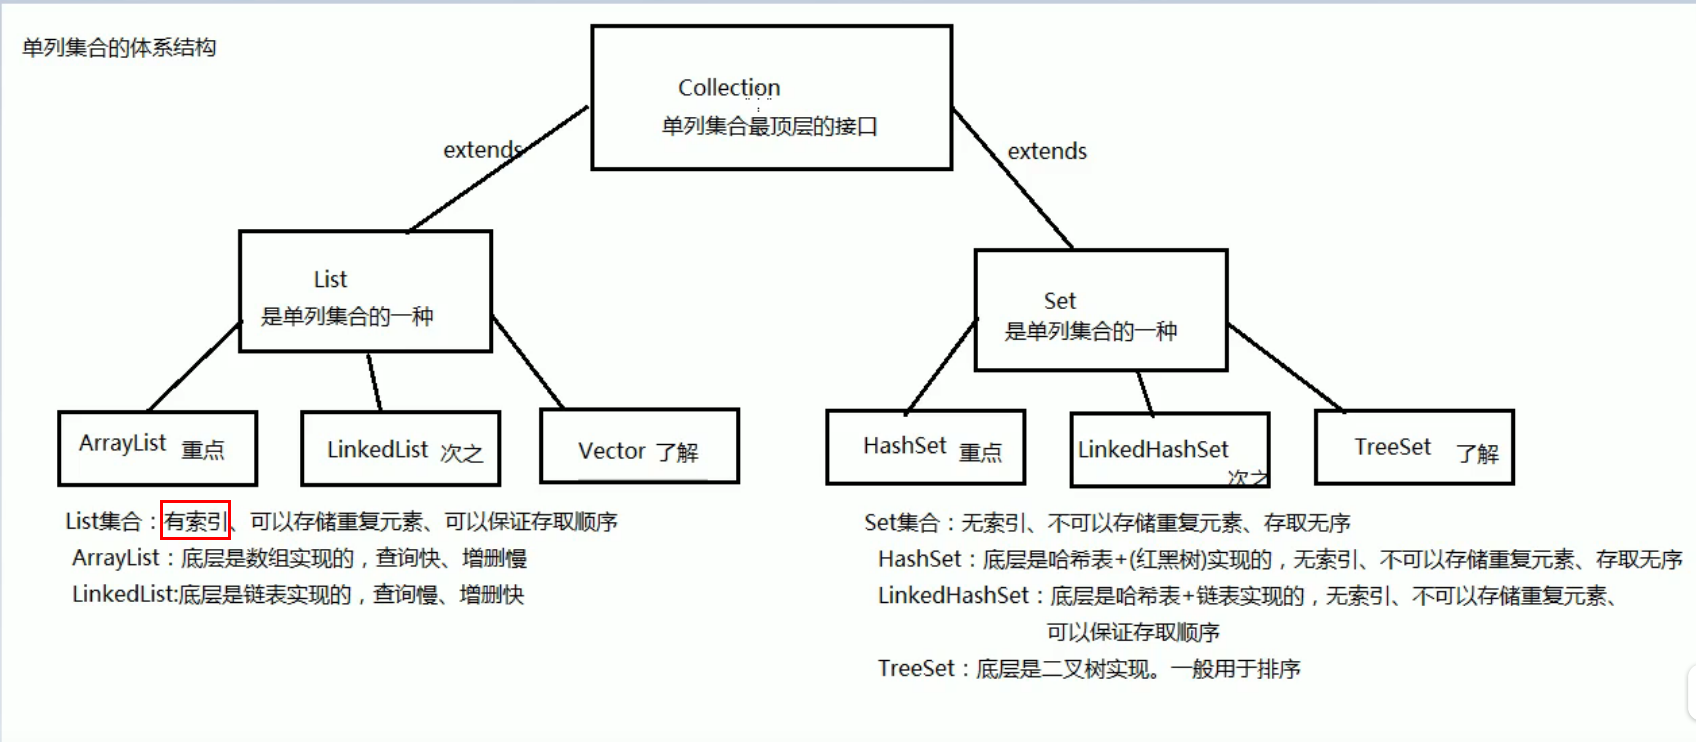 单列集合的体系结构
Collection
单列集合最顶层的接口
extends
extends
List
是单列集合的一种
Set
是单列集合的一种
ArrayList 重点
LinkedList 次之
Vector 了解
HashSet 重点
LinkedHashSet
次之
TreeSet 了解
List集合：有索引、可以存储重复元素、可以保证存取顺序
ArrayList：底层是数组实现的，查询快、增删慢
LinkedList:底层是链表实现的，查询慢、增删快
Set集合：无索引、不可以存储重复元素、存取无序
HashSet：底层是哈希表+(红黑树)实现的，无索引、不可以存储重复元素、存取无序
LinkedHashSet：底层是哈希表+链表实现的，无索引、不可以存储重复元素、
可以保证存取顺序
TreeSet：底层是二叉树实现。一般用于排序